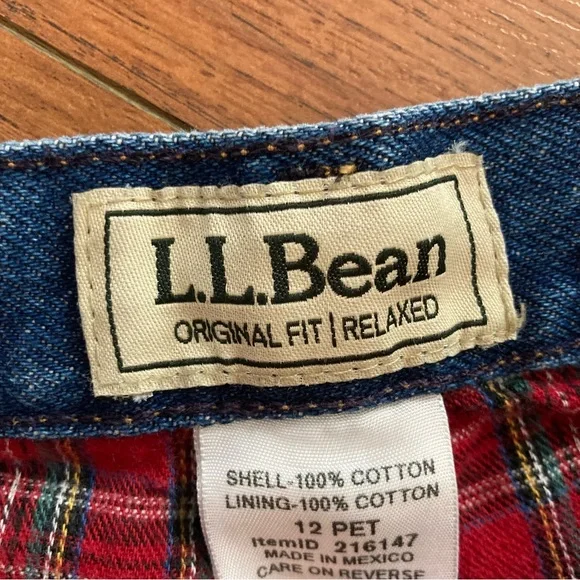 L.L.Bean
ORIGINAL FIT | RELAXED
SHELL-100% COTTON
LINING-100% COTTON
12 PET
ItemID 216147
MADE IN MEXICO
CARE ON REVERSE